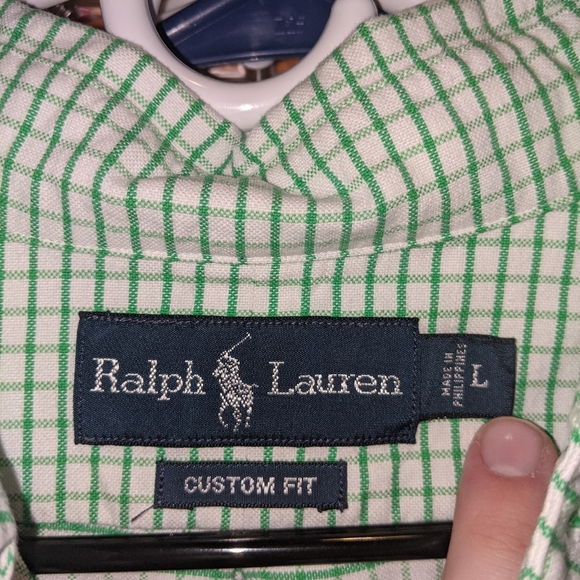 Ralph Lauren
MADE IN
PHILIPPINES
L
CUSTOM FIT